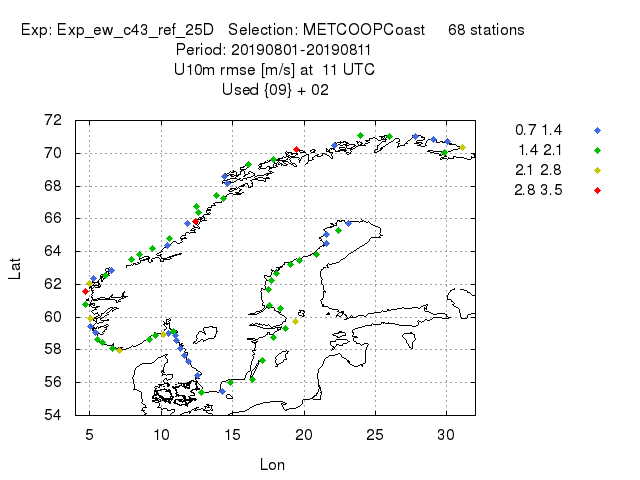 Exp: Exp_ew_c43_ref_25D   Selection: METCOOPCoast     68 stations
Period: 20190801-20190811
U10m rmse [m/s] at  11 UTC
Used {09} + 02
0.7 1.4
1.4 2.1
2.1 2.8
2.8 3.5
72
70
68
66
64
62
60
58
56
54
Lat
5 10 15 20 25 30
Lon